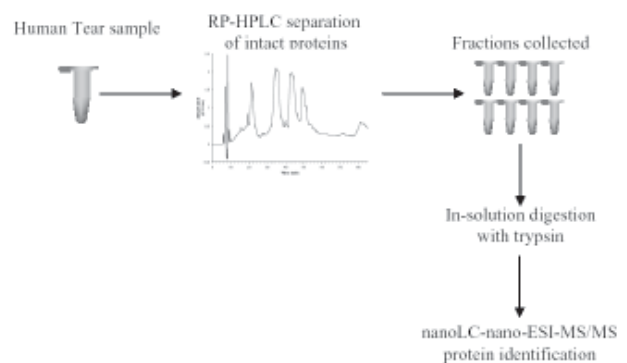 Human Tear sample
RP-HPLC separation
of intact proteins
Fractions collected
In-solution digestion
with trypsin
nanoLC-nano-ESI-MS/MS
protein identification